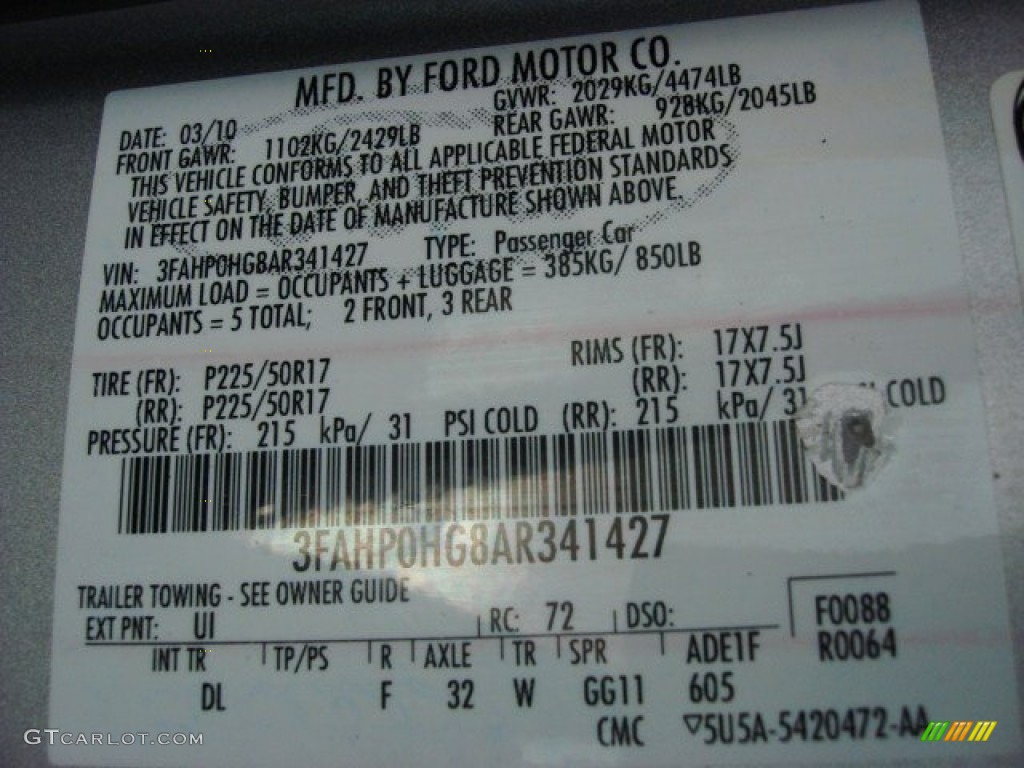 MFD. BY FORD MOTOR CO.
DATE: 03/10 GVWR: 2029KG/4474LB
FRONT GAWR: 1102KG/2429LB REAR GAWR: 928KG/2045LB
THIS VEHICLE CONFORMS TO ALL APPLICABLE FEDERAL MOTOR
VEHICLE SAFETY, BUMPER, AND THEFT PREVENTION STANDARDS
IN EFFECT ON THE DATE OF MANUFACTURE SHOWN ABOVE.
VIN: 3FAHP0HG8AR341427 TYPE: Passenger Car
MAXIMUM LOAD = OCCUPANTS + LUGGAGE = 385KG/ 850LB
OCCUPANTS = 5 TOTAL; 2 FRONT, 3 REAR
TIRE (FR): P225/50R17 RIMS (FR): 17X7.5J
(RR): P225/50R17 (RR): 17X7.5J
PRESSURE (FR): 215 kPa/ 31 PSI COLD (RR): 215 kPa/ 31 COLD
3FAHP0HG8AR341427
TRAILER TOWING - SEE OWNER GUIDE
EXT PNT: UI RC: 72 DSO: F0088
R0064
INT TR TP/PS R AXLE TR SPR ADE1F
DL F 32 W GG11 605
CMC ▽5U5A-5420472-AA
GTCARLOT.COM